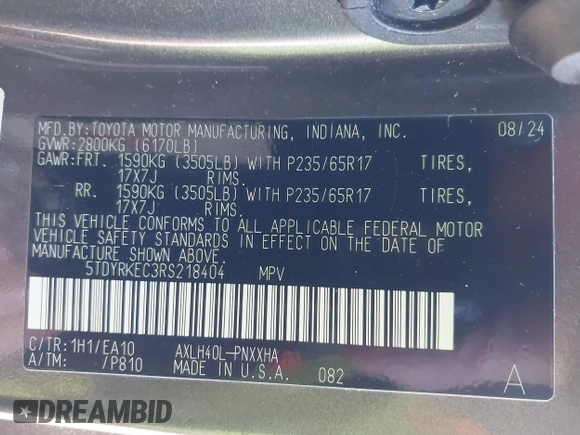 MFD.BY:TOYOTA MOTOR MANUFACTURING, INDIANA, INC. 08/24
GVWR:2800KG (6170LB)
GAWR:FRT. 1590KG (3505LB) WITH P235/65R17 TIRES,
17X7J RIMS.
RR. 1590KG (3505LB) WITH P235/65R17 TIRES,
17X7J RIMS.
THIS VEHICLE CONFORMS TO ALL APPLICABLE FEDERAL MOTOR
VEHICLE SAFETY STANDARDS IN EFFECT ON THE DATE OF
MANUFACTURE SHOWN ABOVE.
5TDYRKEC3RS218404 MPV
C/TR:1H1/EA10 AXLH40L-PNXXHA
A/TM: /P810 MADE IN U.S.A. 082 A
DREAMBID